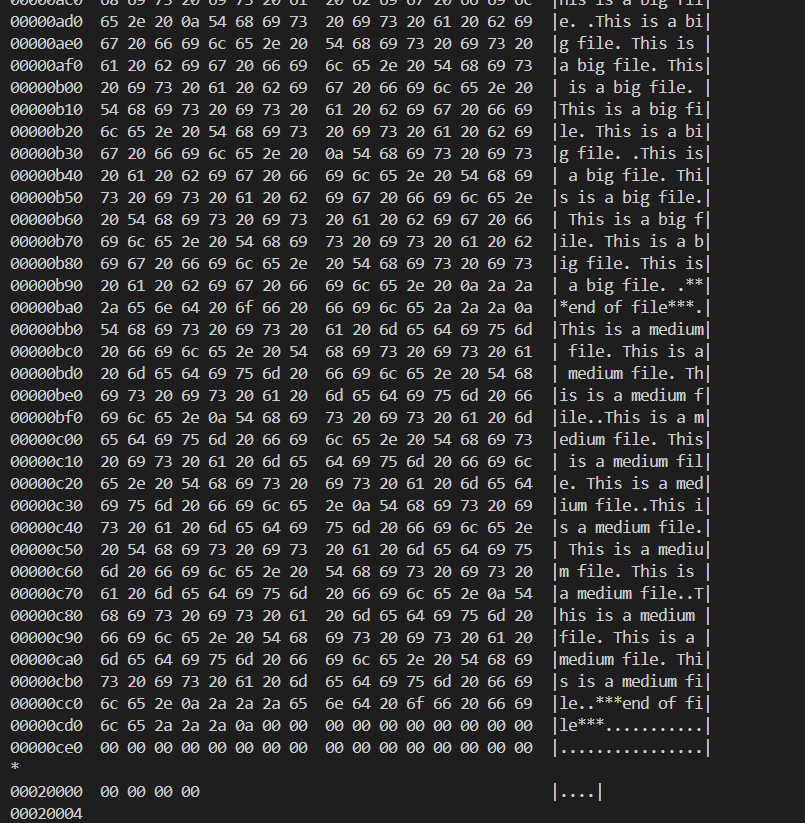 00000ac0  68 69 73 20 69 73 20 61  20 62 69 67 20 66 69 6c  |his is a big fil|
00000ad0  65 2e 20 0a 54 68 69 73  20 69 73 20 61 20 62 69  |e. .This is a bi|
00000ae0  67 20 66 69 6c 65 2e 20  54 68 69 73 20 69 73 20  |g file. This is |
00000af0  61 20 62 69 67 20 66 69  6c 65 2e 20 54 68 69 73  |a big file. This|
00000b00  20 69 73 20 61 20 62 69  67 20 66 69 6c 65 2e 20  | is a big file. |
00000b10  54 68 69 73 20 69 73 20  61 20 62 69 67 20 66 69  |This is a big fi|
00000b20  6c 65 2e 20 54 68 69 73  20 69 73 20 61 20 62 69  |le. This is a bi|
00000b30  67 20 66 69 6c 65 2e 20  0a 54 68 69 73 20 69 73  |g file. .This is|
00000b40  20 61 20 62 69 67 20 66  69 6c 65 2e 20 54 68 69  | a big file. Thi|
00000b50  73 20 69 73 20 61 20 62  69 67 20 66 69 6c 65 2e  |s is a big file.|
00000b60  20 54 68 69 73 20 69 73  20 61 20 62 69 67 20 66  | This is a big f|
00000b70  69 6c 65 2e 20 54 68 69  73 20 69 73 20 61 20 62  |ile. This is a b|
00000b80  69 67 20 66 69 6c 65 2e  20 54 68 69 73 20 69 73  |ig file. This is|
00000b90  20 61 20 62 69 67 20 66  69 6c 65 2e 20 0a 2a 2a  | a big file. .**|
00000ba0  2a 65 6e 64 20 6f 66 20  66 69 6c 65 2a 2a 2a 0a  |*end of file***.|
00000bb0  54 68 69 73 20 69 73 20  61 20 6d 65 64 69 75 6d  |This is a medium|
00000bc0  20 66 69 6c 65 2e 20 54  68 69 73 20 69 73 20 61  | file. This is a|
00000bd0  20 6d 65 64 69 75 6d 20  66 69 6c 65 2e 20 54 68  | medium file. Th|
00000be0  69 73 20 69 73 20 61 20  6d 65 64 69 75 6d 20 66  |is is a medium f|
00000bf0  69 6c 65 2e 0a 54 68 69  73 20 69 73 20 61 20 6d  |ile..This is a m|
00000c00  65 64 69 75 6d 20 66 69  6c 65 2e 20 54 68 69 73  |edium file. This|
00000c10  20 69 73 20 61 20 6d 65  64 69 75 6d 20 66 69 6c  | is a medium fil|
00000c20  65 2e 20 54 68 69 73 20  69 73 20 61 20 6d 65 64  |e. This is a med|
00000c30  69 75 6d 20 66 69 6c 65  2e 0a 54 68 69 73 20 69  |ium file..This i|
00000c40  73 20 61 20 6d 65 64 69  75 6d 20 66 69 6c 65 2e  |s a medium file.|
00000c50  20 54 68 69 73 20 69 73  20 61 20 6d 65 64 69 75  | This is a mediu|
00000c60  6d 20 66 69 6c 65 2e 20  54 68 69 73 20 69 73 20  |m file. This is |
00000c70  61 20 6d 65 64 69 75 6d  20 66 69 6c 65 2e 0a 54  |a medium file..T|
00000c80  68 69 73 20 69 73 20 61  20 6d 65 64 69 75 6d 20  |his is a medium |
00000c90  66 69 6c 65 2e 20 54 68  69 73 20 69 73 20 61 20  |file. This is a |
00000ca0  6d 65 64 69 75 6d 20 66  69 6c 65 2e 20 54 68 69  |medium file. Thi|
00000cb0  73 20 69 73 20 61 20 6d  65 64 69 75 6d 20 66 69  |s is a medium fi|
00000cc0  6c 65 2e 0a 2a 2a 2a 65  6e 64 20 6f 66 20 66 69  |le..***end of fi|
00000cd0  6c 65 2a 2a 2a 0a 00 00  00 00 00 00 00 00 00 00  |le***...........|
00000ce0  00 00 00 00 00 00 00 00  00 00 00 00 00 00 00 00  |................|
*
00020000  00 00 00 00  |....|
00020004